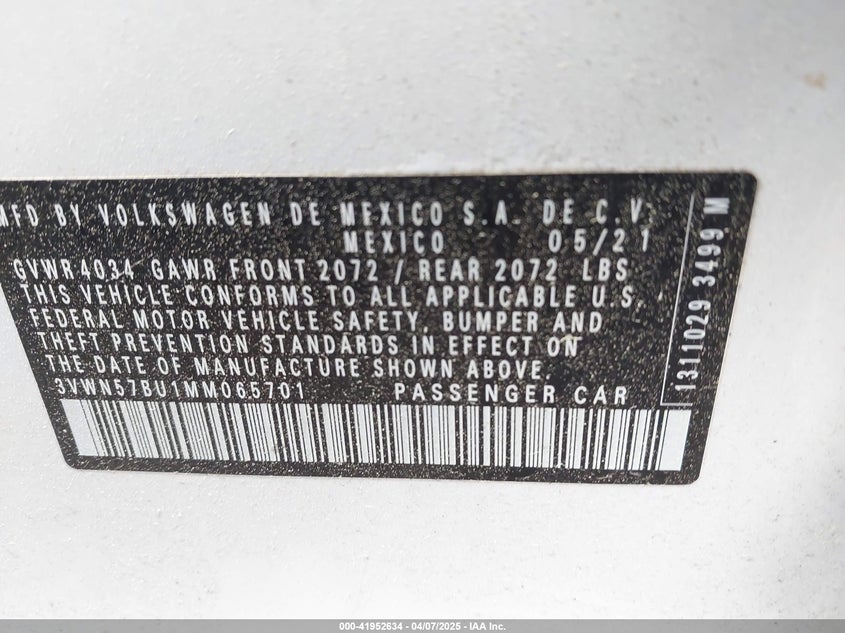 MFD BY VOLKSWAGEN DE MEXICO S.A. DE C.V.
MEXICO 05/21
GVWR 4034 GAWR FRONT 2072 / REAR 2072 LBS
THIS VEHICLE CONFORMS TO ALL APPLICABLE U.S.
FEDERAL MOTOR VEHICLE SAFETY, BUMPER AND
THEFT PREVENTION STANDARDS IN EFFECT ON
THE DATE OF MANUFACTURE SHOWN ABOVE.
3VWN57BU1MM065701 PASSENGER CAR
1311029 3499 M
000-41952634 - 04/07/2025 - IAA Inc.